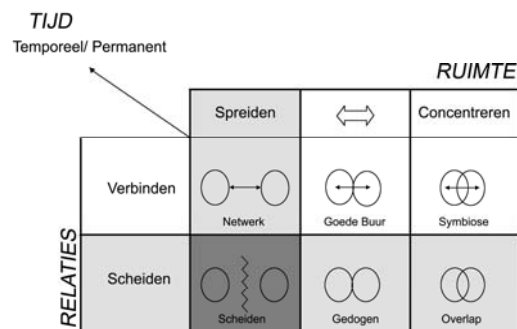 TIJD
Temporeel/ Permanent
RUIMTE
Spreiden
Concentreren
RELATIES
Verbinden
Netwerk
Goede Buur
Symbiose
Scheiden
Scheiden
Gedogen
Overlap